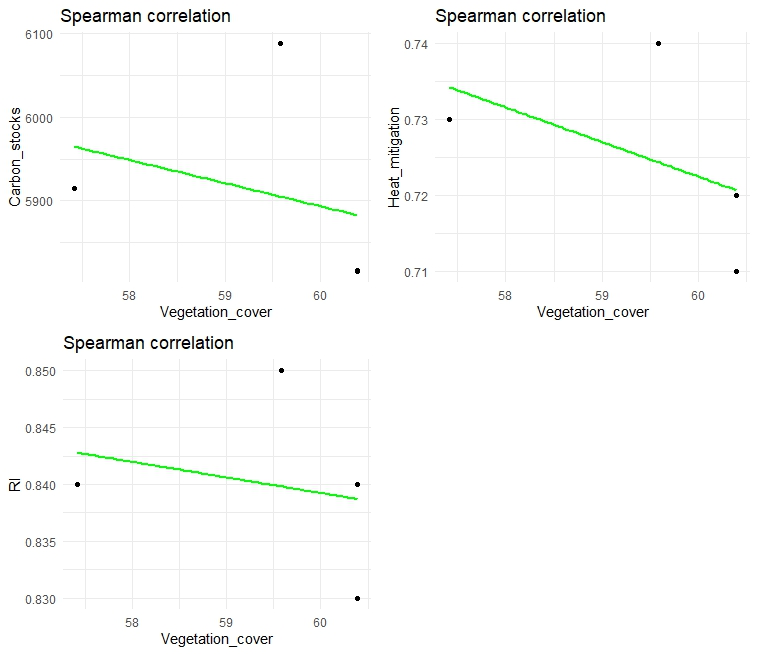 Spearman correlation
Carbon_stocks
6100
6000
5900
58 59 60
Vegetation_cover
Spearman correlation
Heat_mitigation
0.74
0.73
0.72
0.71
58 59 60
Vegetation_cover
Spearman correlation
RI
0.850
0.845
0.840
0.835
0.830
58 59 60
Vegetation_cover